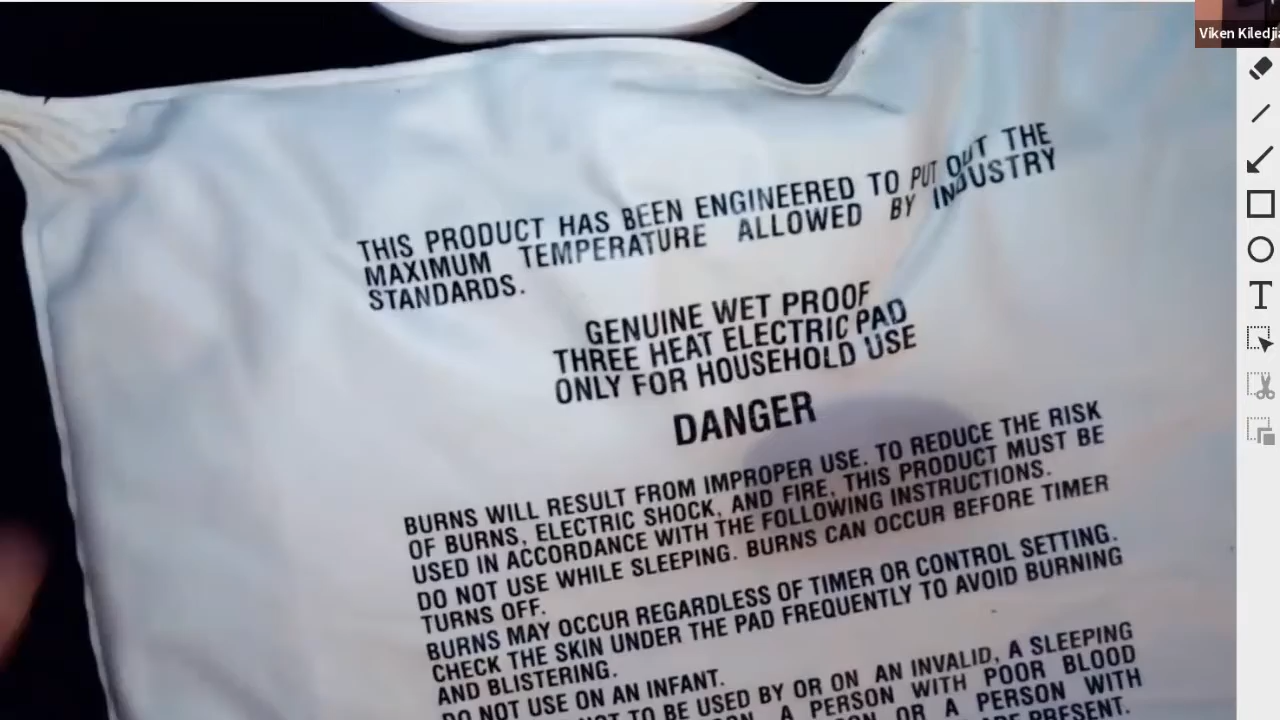 Viken Kiledji
THIS PRODUCT HAS BEEN ENGINEERED TO PUT OUT THE
MAXIMUM TEMPERATURE ALLOWED BY INDUSTRY
STANDARDS.
GENUINE WET PROOF
THREE HEAT ELECTRIC PAD
ONLY FOR HOUSEHOLD USE
DANGER
BURNS WILL RESULT FROM IMPROPER USE. TO REDUCE THE RISK
OF BURNS, ELECTRIC SHOCK, AND FIRE, THIS PRODUCT MUST BE
USED IN ACCORDANCE WITH THE FOLLOWING INSTRUCTIONS.
DO NOT USE WHILE SLEEPING. BURNS CAN OCCUR BEFORE TIMER
TURNS OFF.
BURNS MAY OCCUR REGARDLESS OF TIMER OR CONTROL SETTING.
CHECK THE SKIN UNDER THE PAD FREQUENTLY TO AVOID BURNING
AND BLISTERING.
DO NOT USE ON AN INFANT.
TO BE USED BY OR ON AN INVALID, A SLEEPING
A PERSON WITH POOR BLOOD
OR A PERSON WITH
ARE PRESENT.
T